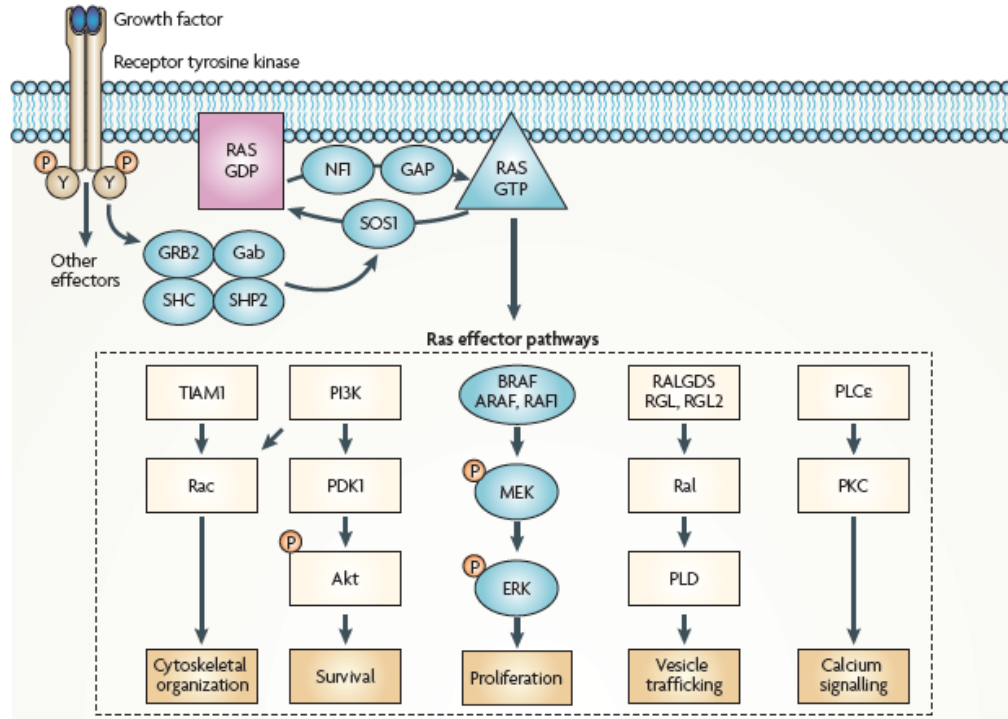 Growth factor
Receptor tyrosine kinase
P
P
Y
Y
RAS
GDP
NF1
GAP
RAS
GTP
SOS1
Other
effectors
GRB2
Gab
SHC
SHP2
Ras effector pathways
TIAM1
PI3K
BRAF
ARAF, RAF1
RALGDS
RGL, RGL2
PLCε
Rac
PDK1
P
MEK
Ral
PKC
P
Akt
P
ERK
PLD
Cytoskeletal
organization
Survival
Proliferation
Vesicle
trafficking
Calcium
signalling